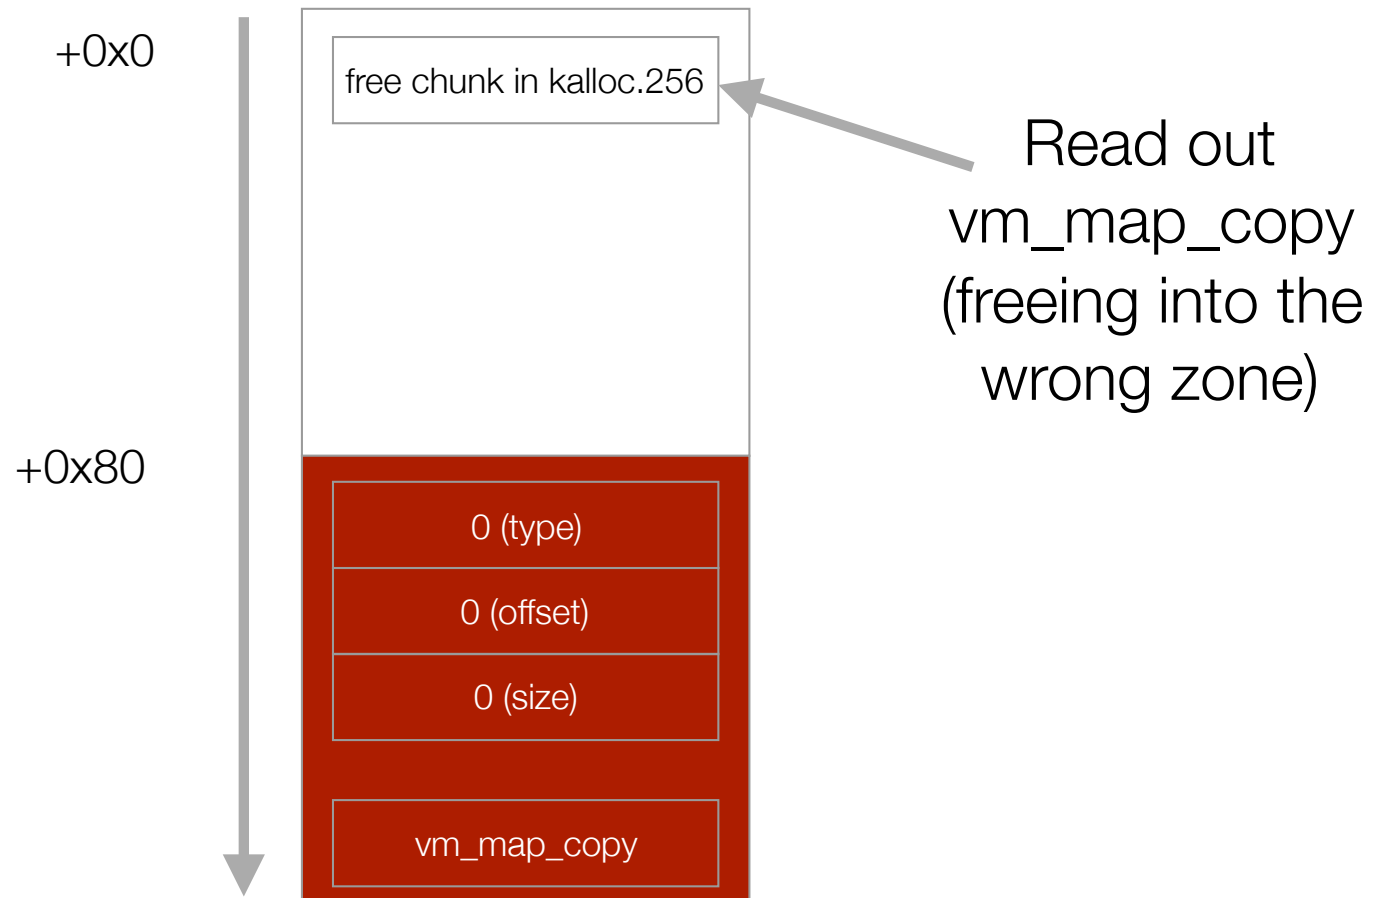 +0x0
free chunk in kalloc.256
Read out
vm_map_copy
(freeing into the
wrong zone)
+0x80
0 (type)
0 (offset)
0 (size)
vm_map_copy